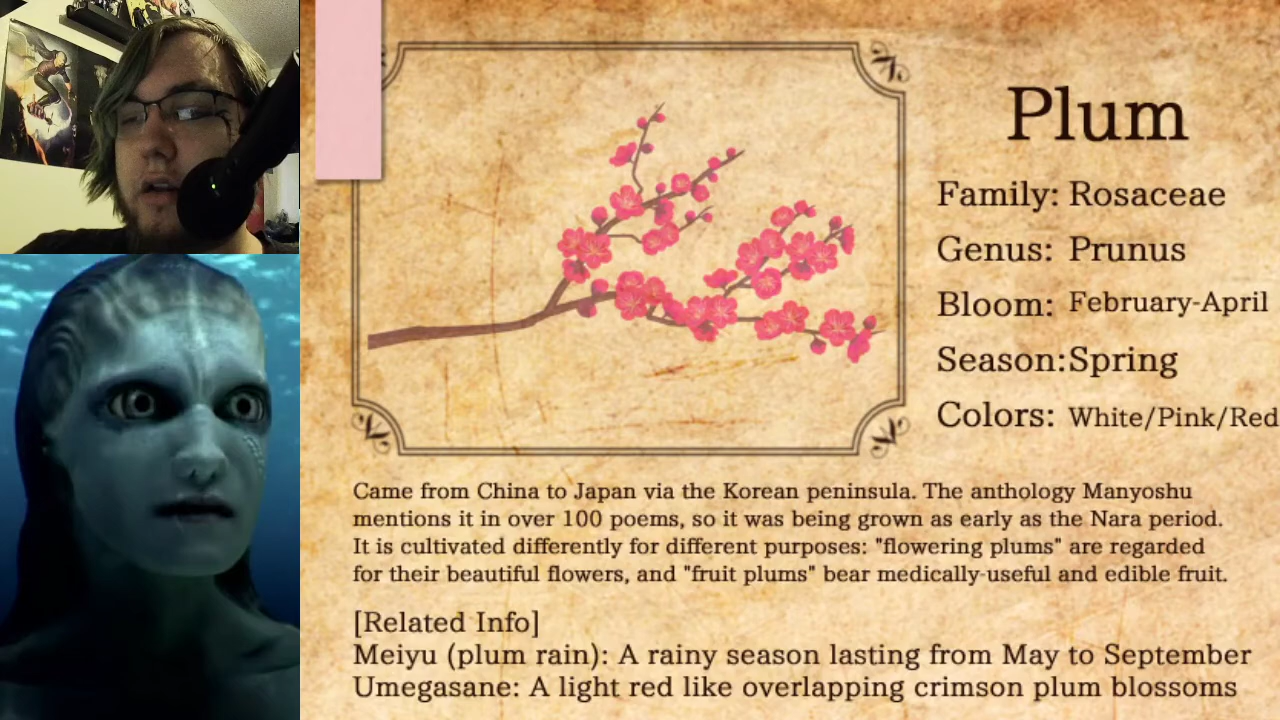 Plum
Family: Rosaceae
Genus: Prunus
Bloom: February-April
Season: Spring
Colors: White/Pink/Red
Came from China to Japan via the Korean peninsula. The anthology Manyoshu
mentions it in over 100 poems, so it was being grown as early as the Nara period.
It is cultivated differently for different purposes: "flowering plums" are regarded
for their beautiful flowers, and "fruit plums" bear medically-useful and edible fruit.
[Related Info]
Meiyu (plum rain): A rainy season lasting from May to September
Umegasane: A light red like overlapping crimson plum blossoms